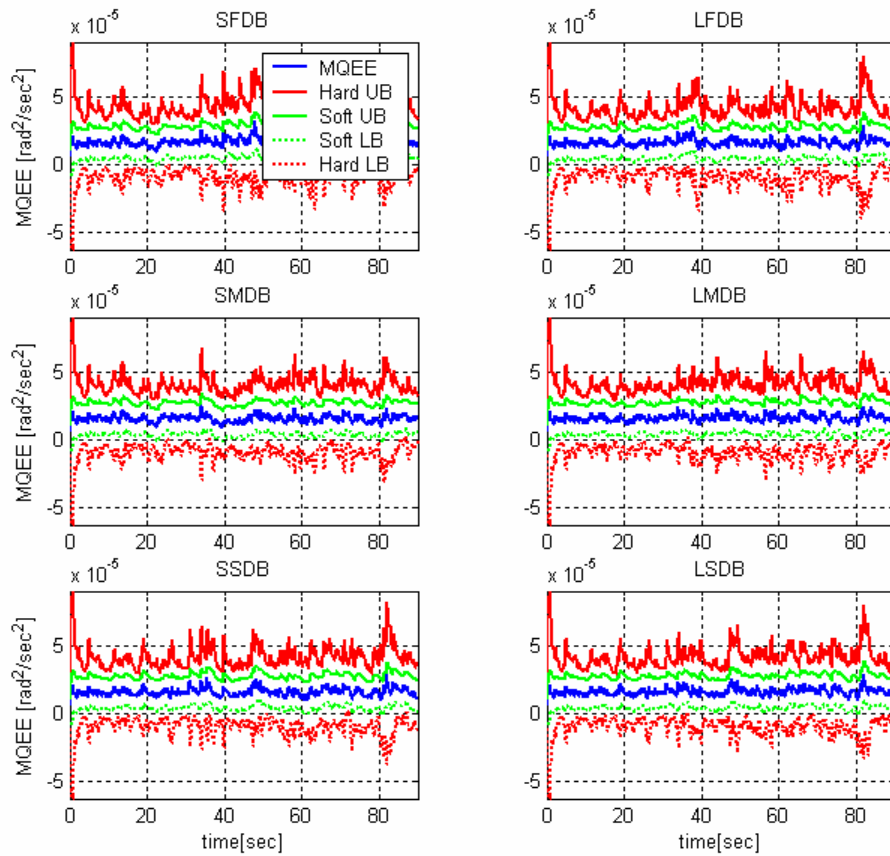 x 10⁻⁵ SFDB
MQEE [rad²/sec²]
5
0
-5
0 20 40 60 80
MQEE
Hard UB
Soft UB
Soft LB
Hard LB
x 10⁻⁵ LFDB
5
0
-5
0 20 40 60 80
x 10⁻⁵ SMDB
MQEE [rad²/sec²]
5
0
-5
0 20 40 60 80
x 10⁻⁵ LMDB
5
0
-5
0 20 40 60 80
x 10⁻⁵ SSDB
MQEE [rad²/sec²]
5
0
-5
0 20 40 60 80
time[sec]
x 10⁻⁵ LSDB
5
0
-5
0 20 40 60 80
time[sec]